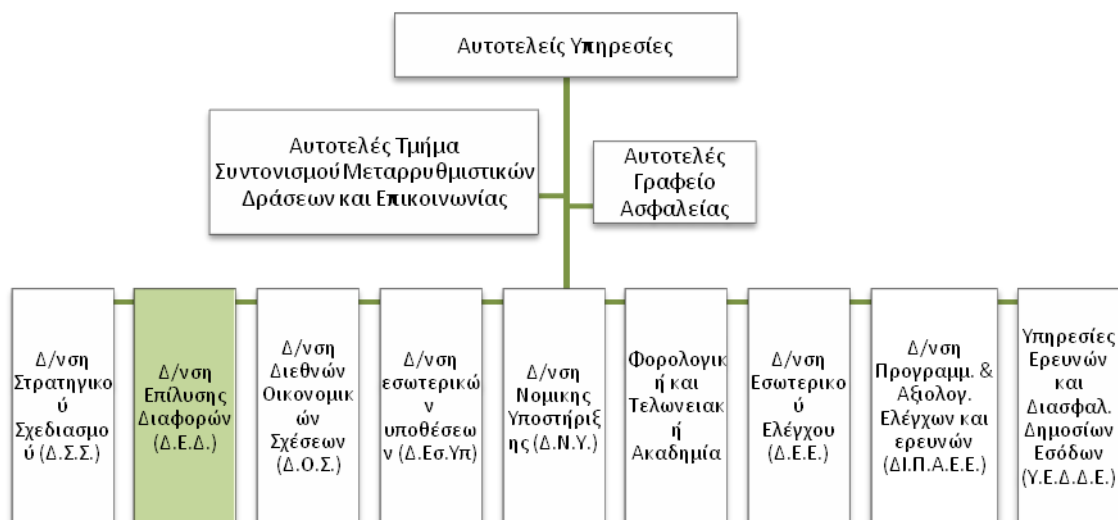 Αυτοτελείς Υπηρεσίες
Αυτοτελές Τμήμα
Συντονισμού Μεταρρυθμιστικών
Δράσεων και Επικοινωνίας
Αυτοτελές
Γραφείο
Ασφαλείας
Δ/νση
Στρατηγικο
ύ
Σχεδιασμο
ύ (Δ.Σ.Σ.)
Δ/νση
Επίλυσης
Διαφορών
(Δ.Ε.Δ.)
Δ/νση
Διεθνών
Οικονομικ
ών
Σχέσεων
(Δ.Ο.Σ.)
Δ/νση
εσωτερικώ
ν
υποθέσεω
ν (Δ.Εσ.Υπ)
Δ/νση
Νομικης
Υποστήριξ
ης (Δ.Ν.Υ.)
Φορολογικ
ή και
Τελωνειακ
ή
Ακαδημία
Δ/νση
Εσωτερικο
ύ
Ελέγχου
(Δ.Ε.Ε.)
Δ/νση
Προγραμμ. &
Αξιολογ.
Ελέγχων και
ερευνών
(ΔΙ.Π.Α.Ε.Ε.)
Υπηρεσίες
Ερευνών
και
Διασφαλ.
Δημοσίων
Εσόδων
(Υ.Ε.Δ.Δ.Ε.)